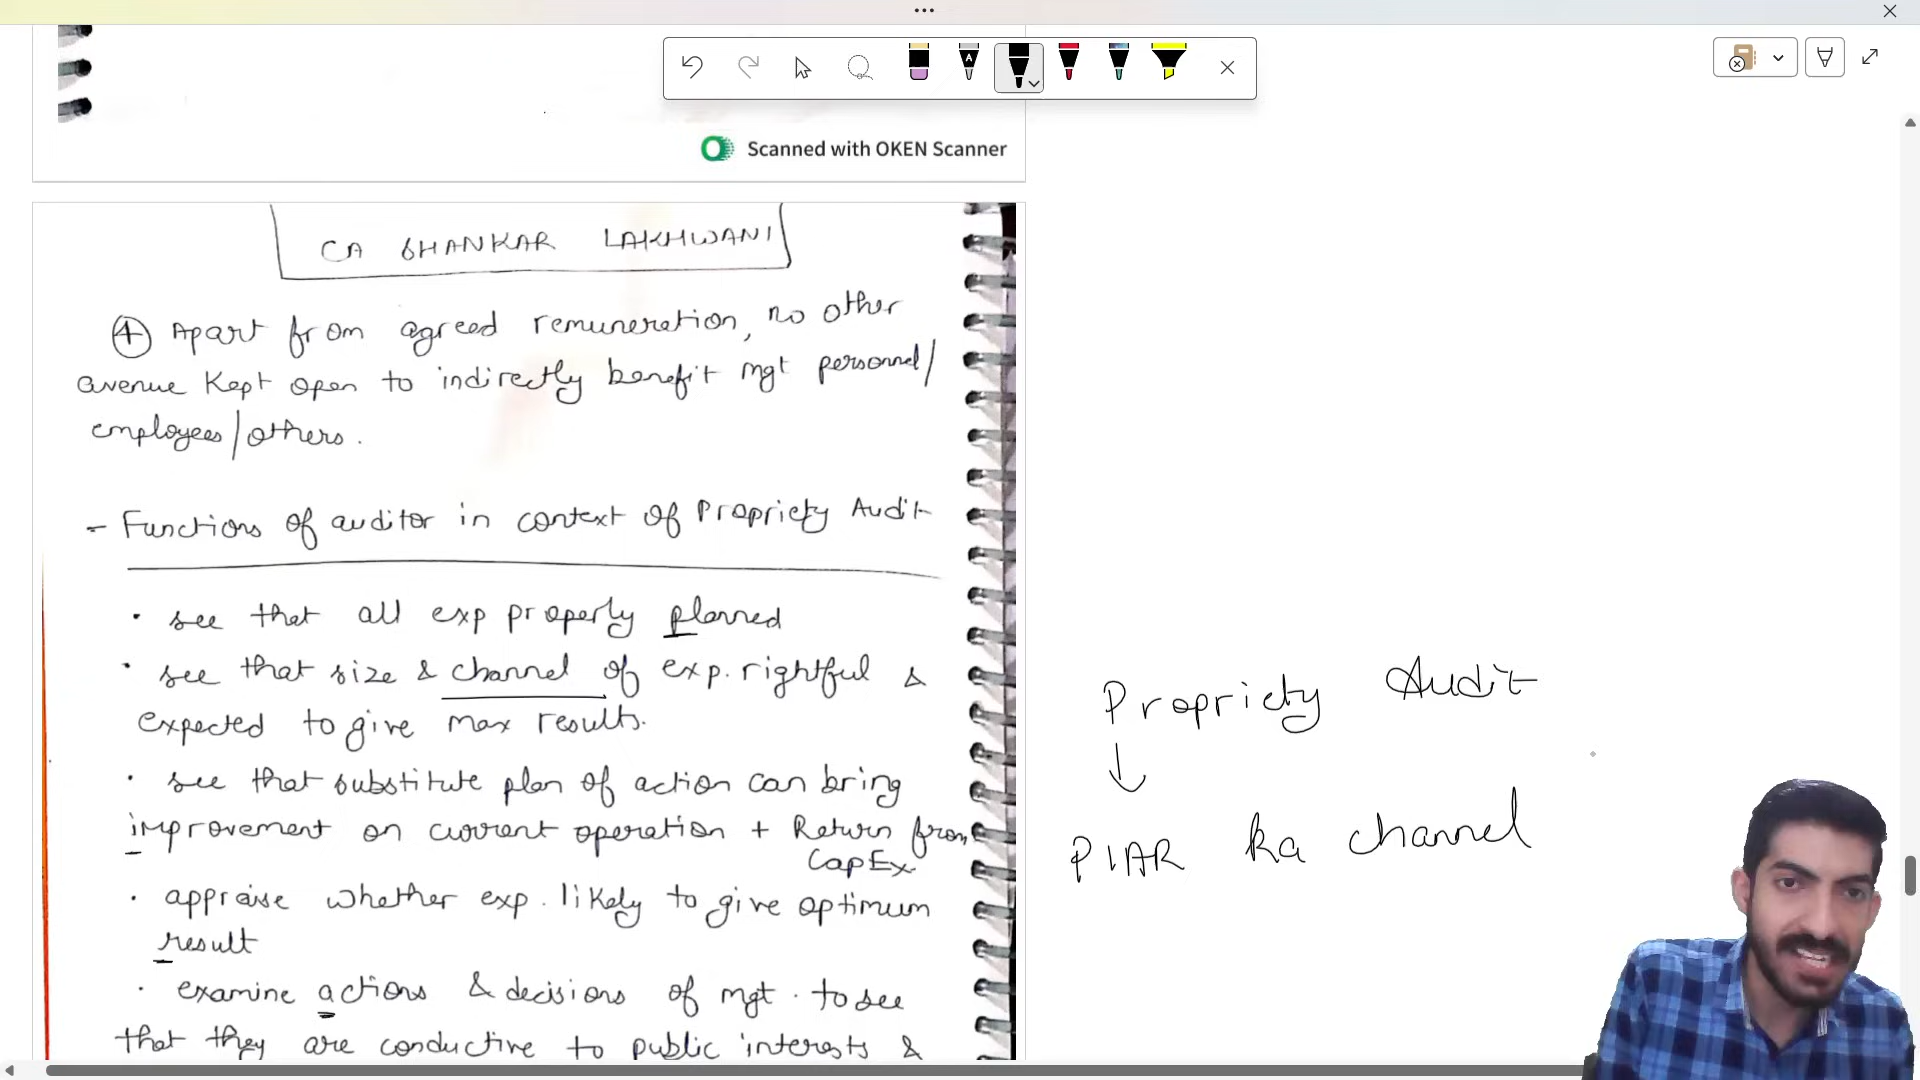 Scanned with OKEN Scanner
CA SHANKAR LAKHWANI
④ Apart from agreed remuneration, no other
avenue kept open to indirectly benefit mgt personnel/
employees/others.
- Functions of auditor in context of Propriety Audit
• see that all exp properly planned
• see that size & channel of exp. rightful &
expected to give max results.
• see that substitute plan of action can bring
improvement on current operation + Return from
CapEx.
• appraise whether exp. likely to give optimum
result
• examine actions & decisions of mgt. to see
that they are conductive to public interests &
Propriety Audit
↓
PIAR ka channel